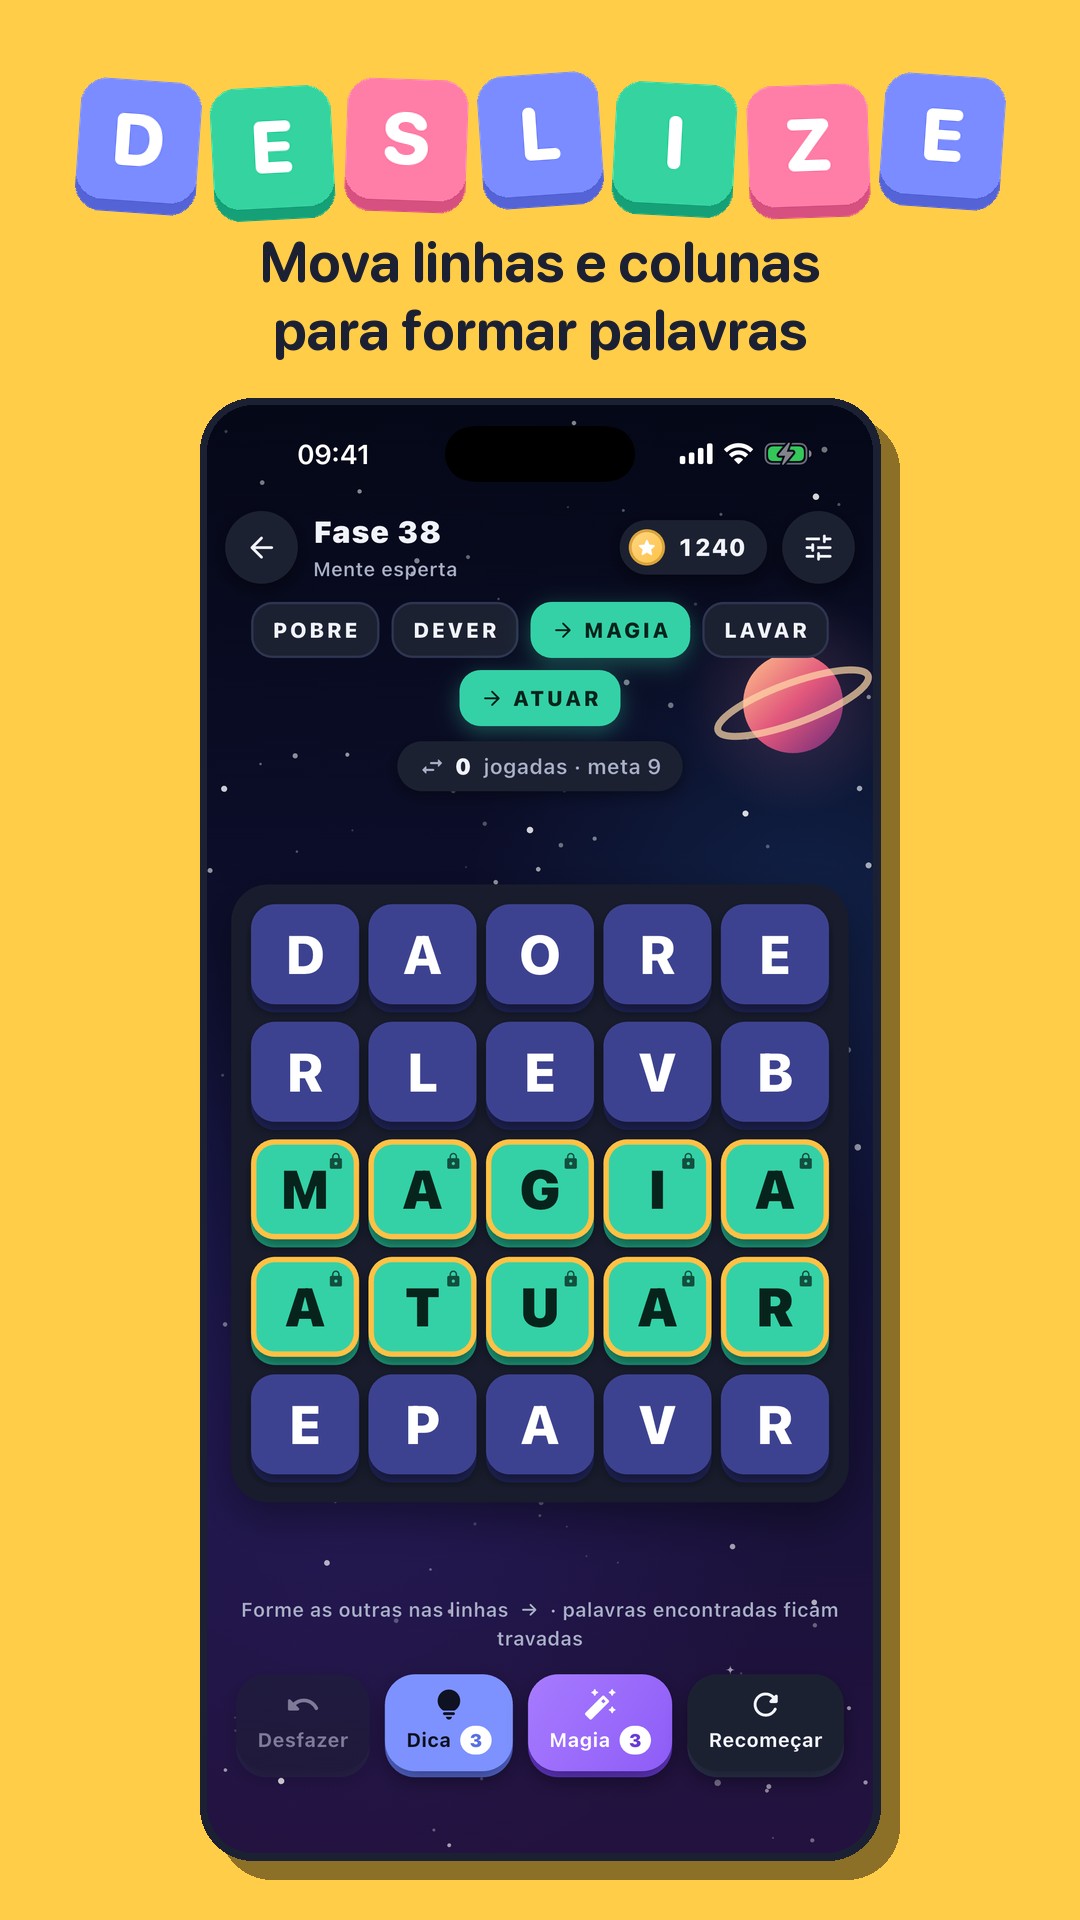 DESLIZE
Mova linhas e colunas
para formar palavras
09:41
Fase 38
Mente esperta
1240
POBRE DEVER → MAGIA LAVAR
→ ATUAR
0 jogadas · meta 9
D A O R E
R L E V B
M A G I A
A T U A R
E P A V R
Forme as outras nas linhas → · palavras encontradas ficam
travadas
Desfazer Dica 3 Magia 3 Recomeçar